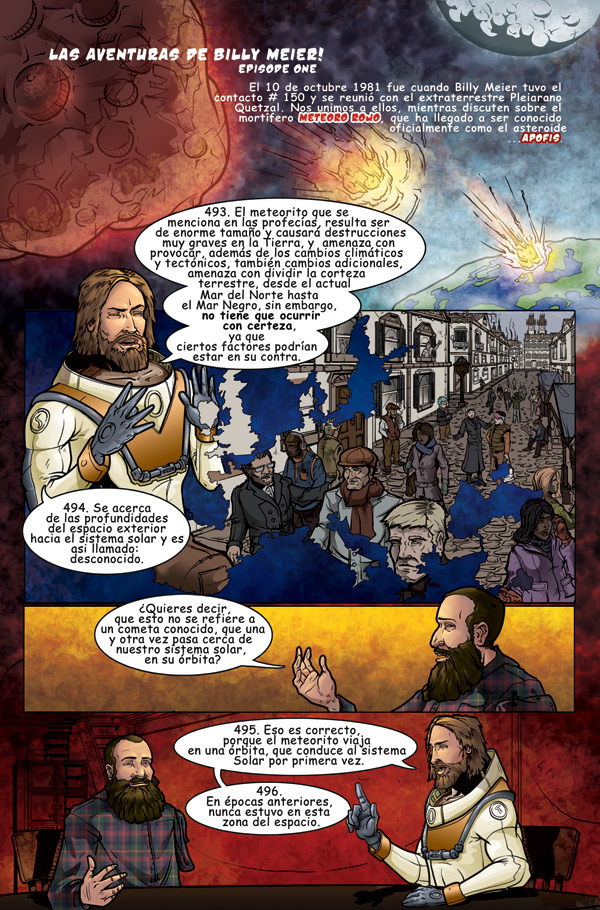 LAS AVENTURAS DE BILLY MEIER!
EPISODE ONE
El 10 de octubre 1981 fue cuando Billy Meier tuvo el
contacto # 150 y se reunió con el extraterrestre Pleiarano
Quetzal. Nos unimos a ellos, mientras discuten sobre el
mortífero METEORO ROJO, que ha llegado a ser conocido
oficialmente como el asteroide
...APOFIS.
493. El meteorito que se
menciona en las profecías, resulta ser
de enorme tamaño y causará destrucciones
muy graves en la Tierra, y amenaza con
provocar, además de los cambios climáticos
y tectónicos, también cambios adicionales,
amenaza con dividir la corteza
terrestre, desde el actual
Mar del Norte hasta
el Mar Negro, sin embargo,
no tiene que ocurrir
con certeza,
ya que
ciertos factores podrían
estar en su contra.
494. Se acerca
de las profundidades
del espacio exterior
hacia el sistema solar y es
asi llamado:
desconocido.
¿Quieres decir,
que esto no se refiere a
un cometa conocido, que una
y otra vez pasa cerca de
nuestro sistema solar,
en su órbita?
495. Eso es correcto,
porque el meteorito viaja
en una órbita, que conduce al sistema
Solar por primera vez.
496.
En épocas anteriores,
nunca estuvo en esta
zona del espacio.